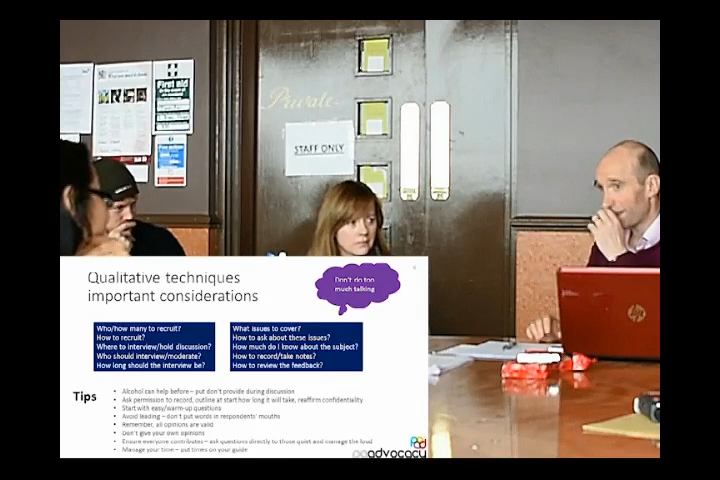 First aid
Private
STAFF ONLY
Fire action
hp
Qualitative techniques
important considerations
Don't do too
much talking
Who/how many to recruit?
How to recruit?
Where to interview/hold discussion?
Who should interview/moderate?
How long should the interview be?
What issues to cover?
How to ask about these issues?
How much do I know about the subject?
How to record/take notes?
How to review the feedback?
Tips
• Alcohol can help before – put don't provide during discussion
• Ask permission to record, outline at start how long it will take, reaffirm confidentiality
• Start with easy/warm-up questions
• Avoid leading – don't put words in respondents' mouths
• Remember, all opinions are valid
• Don't give your own opinions
• Ensure everyone contributes – ask questions directly to those quiet and manage the loud
• Manage your time – put times on your guide
advocacy